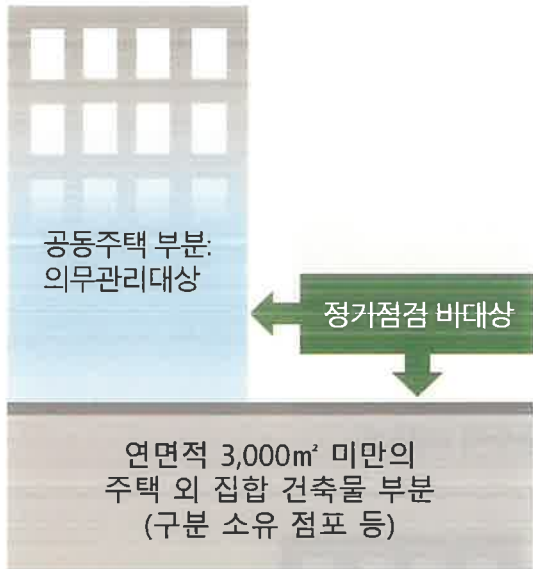 공동주택 부분:
의무관리대상
정기점검 비대상
연면적 3,000㎡ 미만의
주택 외 집합 건축물 부분
(구분 소유 점포 등)